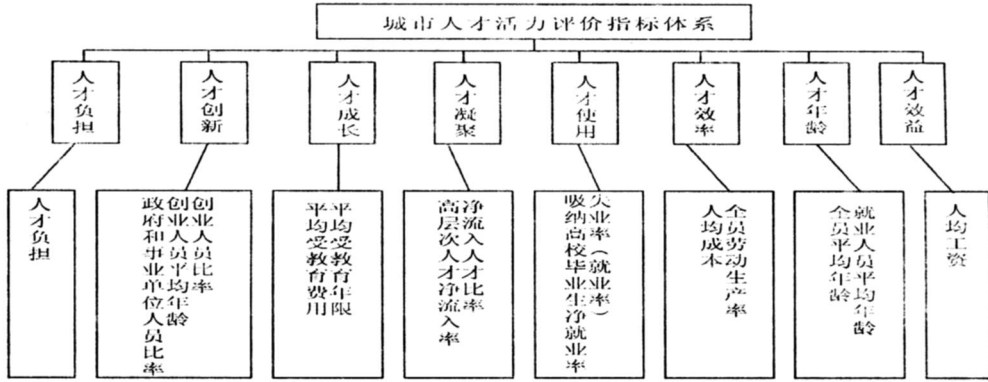 城市人才活力评价指标体系
人才负担
人才创新
人才成长
人才凝聚
人才使用
人才效率
人才年龄
人才效益
人才负担
创业人员比率
创业人员平均年龄
政府和事业单位人员比率
平均受教育年限
平均受教育费用
净流入人才比率
高层次人才净流入率
失业率（就业率）
吸纳高校毕业生净就业率
全员劳动生产率
人均成本
就业人员平均年龄
全员平均年龄
人均工资